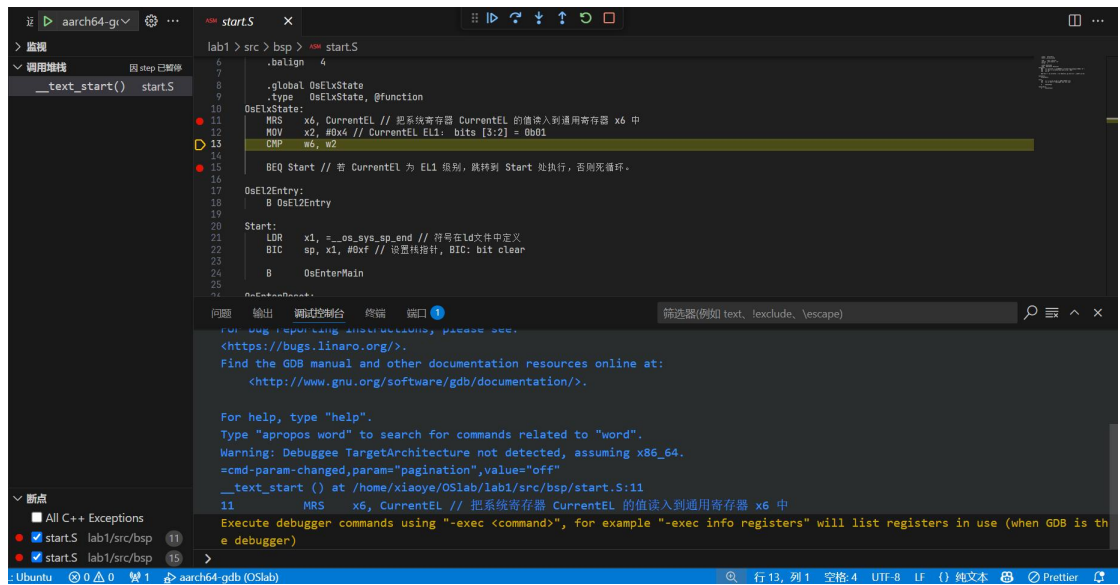 aarch64-g
start.S
监视
调用堆栈 因 step 已暂停
__text_start() start.S
lab1 > src > bsp > start.S
6 .balign 4
7
8 .global OsElxState
9 .type OsElxState, @function
10 OsElxState:
11 MRS x6, CurrentEL // 把系统寄存器 CurrentEL 的值读入到通用寄存器 x6 中
12 MOV x2, #0x4 // CurrentEL EL1: bits [3:2] = 0b01
13 CMP w6, w2
14
15 BEQ Start // 若 CurrentEl 为 EL1 级别，跳转到 Start 处执行，否则死循环。
16
17 OsEl2Entry:
18 B OsEl2Entry
19
20 Start:
21 LDR x1, =__os_sys_sp_end // 符号在ld文件中定义
22 BIC sp, x1, #0xf // 设置栈指针, BIC: bit clear
23
24 B OsEnterMain
25
26 OsEnterReset:
问题 输出 调试控制台 终端 端口 1 筛选器(例如 text、!exclude、\escape)
For bug reporting instructions, please see:
<https://bugs.linaro.org/>.
Find the GDB manual and other documentation resources online at:
<http://www.gnu.org/software/gdb/documentation/>.
For help, type "help".
Type "apropos word" to search for commands related to "word".
Warning: Debuggee TargetArchitecture not detected, assuming x86_64.
=cmd-param-changed,param="pagination",value="off"
__text_start () at /home/xiaoye/OSlab/lab1/src/bsp/start.S:11
11 MRS x6, CurrentEL // 把系统寄存器 CurrentEL 的值读入到通用寄存器 x6 中
Execute debugger commands using "-exec <command>", for example "-exec info registers" will list registers in use (when GDB is th
e debugger)
>
断点
All C++ Exceptions
start.S lab1/src/bsp 11
start.S lab1/src/bsp 15
: Ubuntu 0 0 1 aarch64-gdb (OSlab) 行 13, 列 1 空格: 4 UTF-8 LF {} 纯文本 Prettier